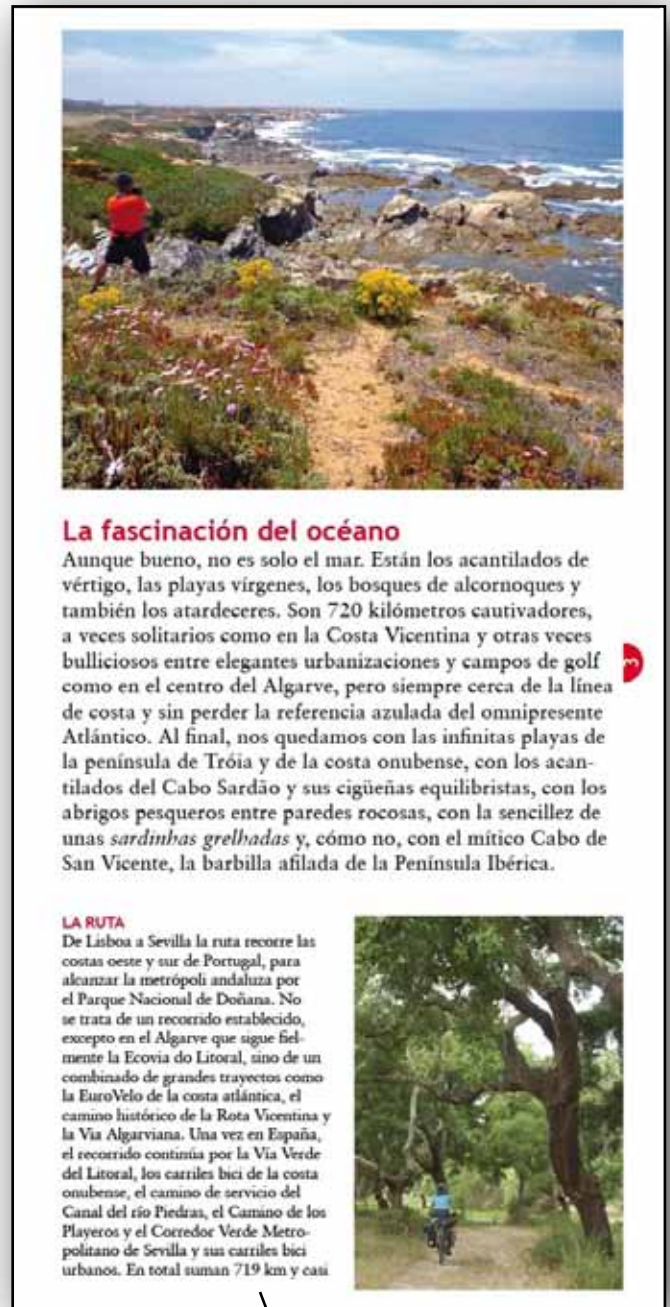 La fascinación del océano
Aunque bueno, no es solo el mar. Están los acantilados de
vértigo, las playas vírgenes, los bosques de alcornoques y
también los atardeceres. Son 720 kilómetros cautivadores,
a veces solitarios como en la Costa Vicentina y otras veces
bulliciosos entre elegantes urbanizaciones y campos de golf
como en el centro del Algarve, pero siempre cerca de la línea
de costa y sin perder la referencia azulada del omnipresente
Atlántico. Al final, nos quedamos con las infinitas playas de
la península de Tróia y de la costa onubense, con los acan-
tilados del Cabo Sardão y sus cigüeñas equilibristas, con los
abrigos pesqueros entre paredes rocosas, con la sencillez de
unas sardinhas grelhadas y, cómo no, con el mítico Cabo de
San Vicente, la barbilla afilada de la Península Ibérica.
3
LA RUTA
De Lisboa a Sevilla la ruta recorre las
costas oeste y sur de Portugal, para
alcanzar la metrópoli andaluza por
el Parque Nacional de Doñana. No
se trata de un recorrido establecido,
excepto en el Algarve que sigue fiel-
mente la Ecovia do Litoral, sino de un
combinado de grandes trayectos como
la EuroVelo de la costa atlántica, el
camino histórico de la Rota Vicentina y
la Via Algarviana. Una vez en España,
el recorrido continúa por la Vía Verde
del Litoral, los carriles bici de la costa
onubense, el camino de servicio del
Canal del río Piedras, el Camino de los
Playeros y el Corredor Verde Metro-
politano de Sevilla y sus carriles bici
urbanos. En total suman 719 km y casi